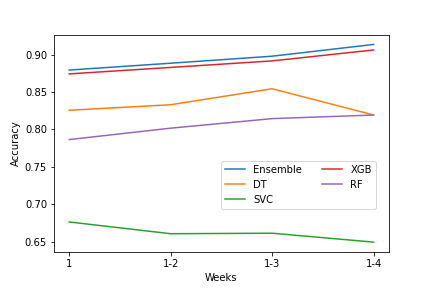 0.90
0.85
0.80
0.75
0.70
0.65
Accuracy
Ensemble XGB
DT RF
SVC
1 1-2 1-3 1-4
Weeks